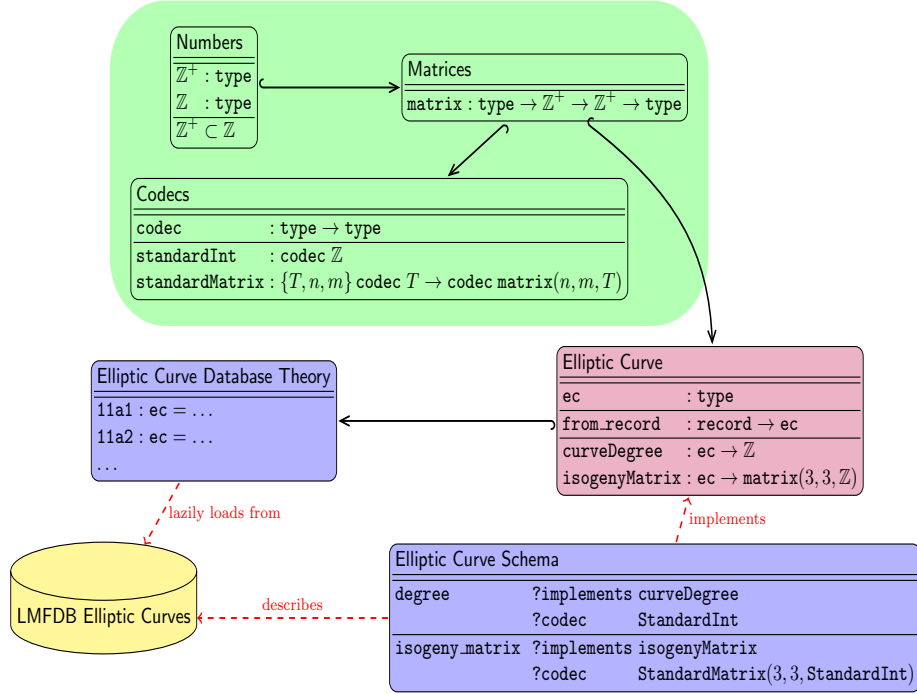 Numbers
ℤ⁺ : type
ℤ : type
ℤ⁺ ⊂ ℤ
Matrices
matrix : type → ℤ⁺ → ℤ⁺ → type
Codecs
codec : type → type
standardInt : codec ℤ
standardMatrix : {T, n, m} codec T → codec matrix(n, m, T)
Elliptic Curve Database Theory
11a1 : ec = ...
11a2 : ec = ...
...
Elliptic Curve
ec : type
from_record : record → ec
curveDegree : ec → ℤ
isogenyMatrix : ec → matrix(3, 3, ℤ)
lazily loads from
implements
LMFDB Elliptic Curves
describes
Elliptic Curve Schema
degree ?implements curveDegree
?codec StandardInt
isogeny_matrix ?implements isogenyMatrix
?codec StandardMatrix(3, 3, StandardInt)